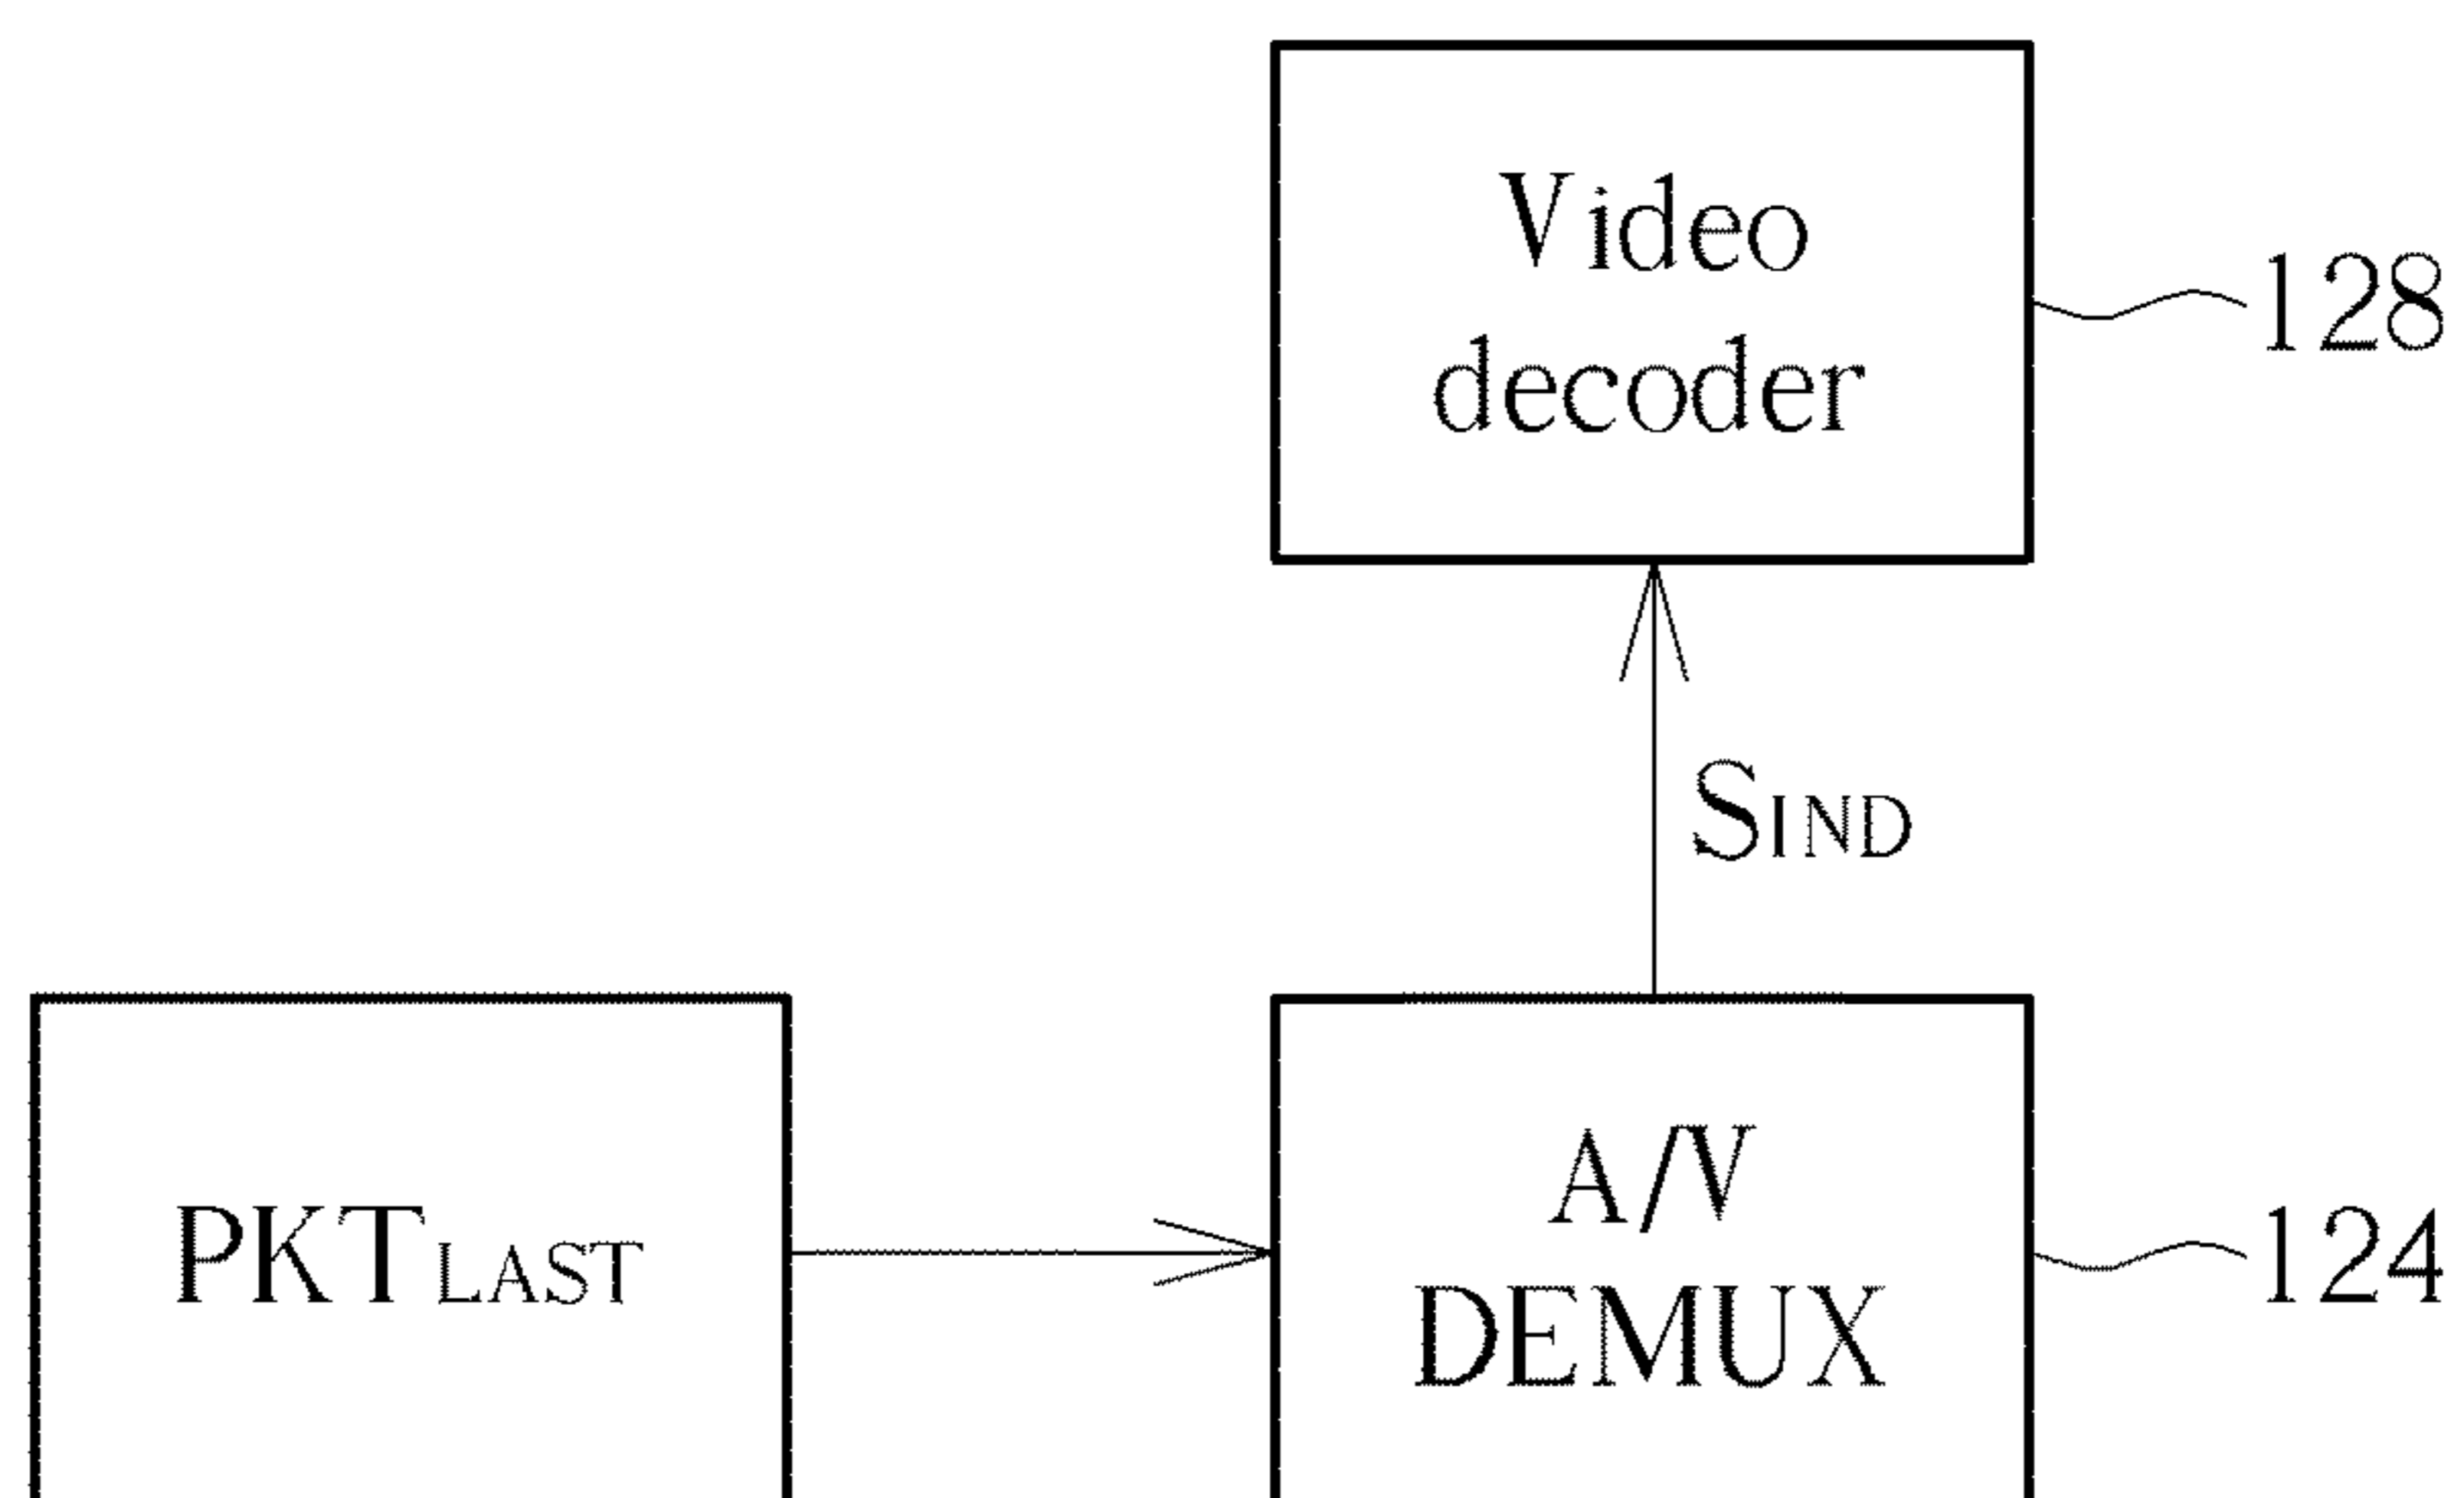 Video
decoder
128
SIND
PKTLAST
A/V
DEMUX
124